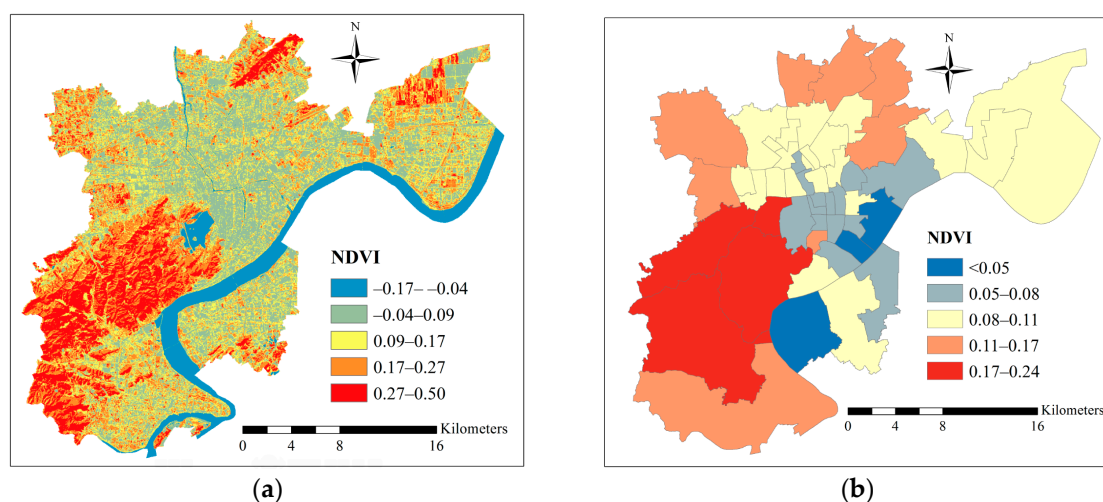 N
NDVI
–0.17– –0.04
–0.04–0.09
0.09–0.17
0.17–0.27
0.27–0.50
Kilometers
0 4 8 16
(a)
N
NDVI
<0.05
0.05–0.08
0.08–0.11
0.11–0.17
0.17–0.24
Kilometers
0 4 8 16
(b)